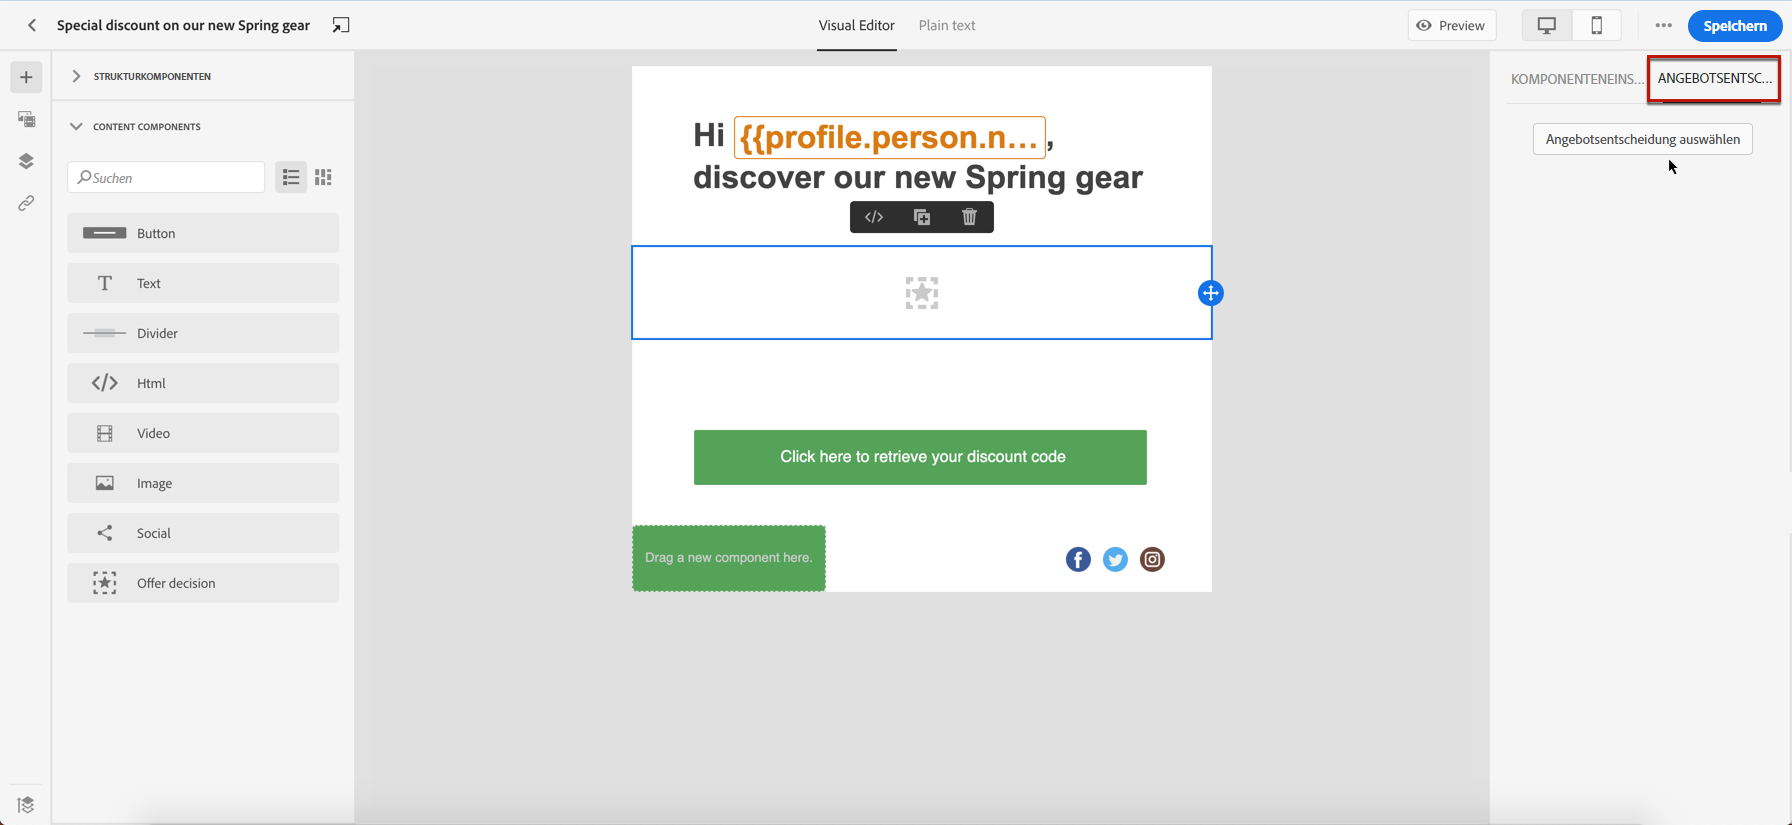 Special discount on our new Spring gear
Visual Editor
Plain text
Preview
Speichern
STRUKTURKOMPONENTEN
CONTENT COMPONENTS
Suchen
Button
Text
Divider
Html
Video
Image
Social
Offer decision
Hi {{profile.person.n... ,
discover our new Spring gear
Click here to retrieve your discount code
Drag a new component here.
KOMPONENTENEINS...
ANGEBOTSENTSC...
Angebotsentscheidung auswählen